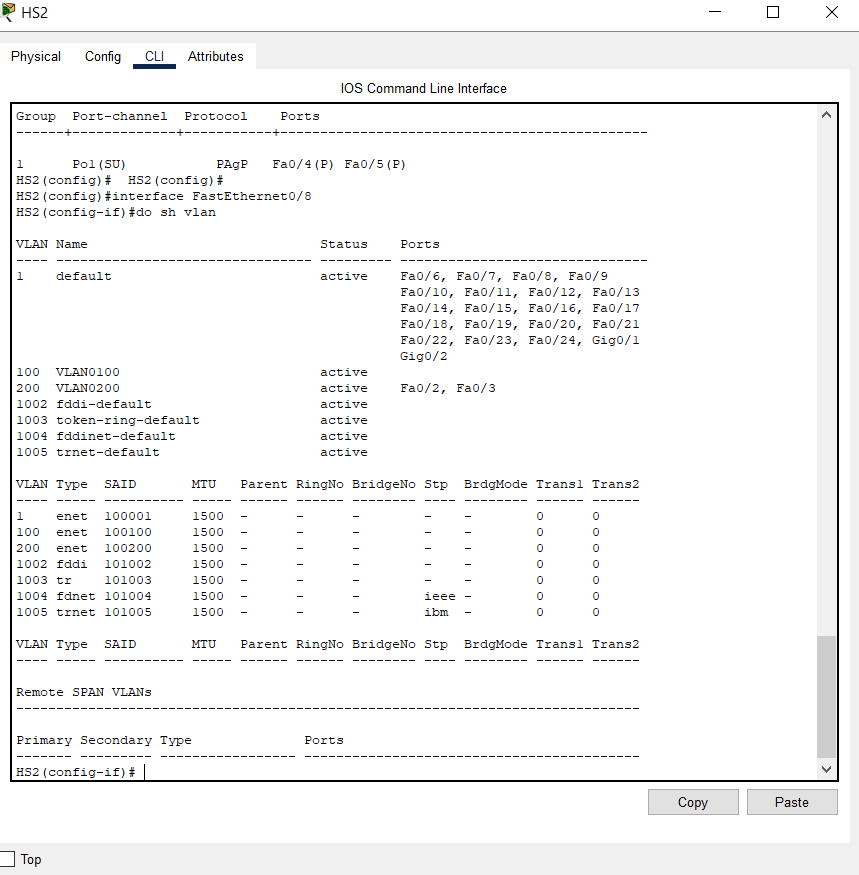 HS2
Physical Config CLI Attributes
IOS Command Line Interface
Group  Port-channel  Protocol    Ports
------+-------------+-----------+----------------------------------------------
1      Po1(SU)           PAgP   Fa0/4(P) Fa0/5(P)
HS2(config)#  HS2(config)#
HS2(config)#interface FastEthernet0/8
HS2(config-if)#do sh vlan
VLAN Name                             Status    Ports
---- -------------------------------- --------- -------------------------------
1    default                          active    Fa0/6, Fa0/7, Fa0/8, Fa0/9
                                                Fa0/10, Fa0/11, Fa0/12, Fa0/13
                                                Fa0/14, Fa0/15, Fa0/16, Fa0/17
                                                Fa0/18, Fa0/19, Fa0/20, Fa0/21
                                                Fa0/22, Fa0/23, Fa0/24, Gig0/1
                                                Gig0/2
100  VLAN0100                         active
200  VLAN0200                         active    Fa0/2, Fa0/3
1002 fddi-default                     active
1003 token-ring-default               active
1004 fddinet-default                  active
1005 trnet-default                    active
VLAN Type  SAID       MTU   Parent RingNo BridgeNo Stp  BrdgMode Trans1 Trans2
---- ----- ---------- ----- ------ ------ -------- ---- -------- ------ ------
1    enet  100001     1500  -      -      -        -    -        0      0
100  enet  100100     1500  -      -      -        -    -        0      0
200  enet  100200     1500  -      -      -        -    -        0      0
1002 fddi  101002     1500  -      -      -        -    -        0      0
1003 tr    101003     1500  -      -      -        -    -        0      0
1004 fdnet 101004     1500  -      -      -        ieee -        0      0
1005 trnet 101005     1500  -      -      -        ibm  -        0      0
VLAN Type  SAID       MTU   Parent RingNo BridgeNo Stp  BrdgMode Trans1 Trans2
---- ----- ---------- ----- ------ ------ -------- ---- -------- ------ ------
Remote SPAN VLANs
------------------------------------------------------------------------------
Primary Secondary Type              Ports
------- --------- ----------------- ------------------------------------------
HS2(config-if)#
Copy Paste
Top